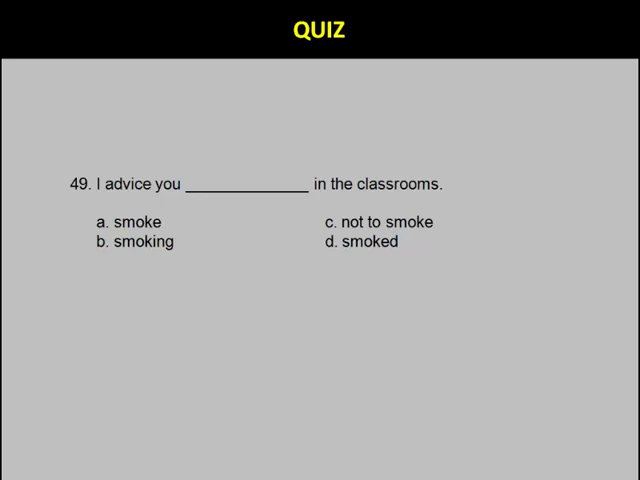 QUIZ
49. I advice you ______________ in the classrooms.
a. smoke
b. smoking
c. not to smoke
d. smoked